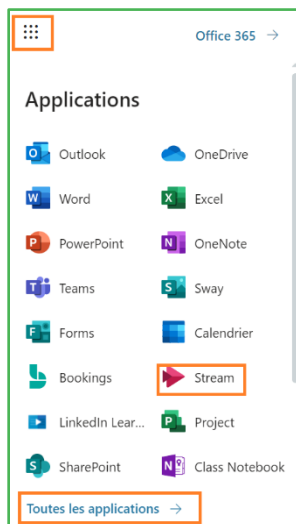 Office 365 →
Applications
Outlook OneDrive
Word Excel
PowerPoint OneNote
Teams Sway
Forms Calendrier
Bookings Stream
LinkedIn Lear... Project
SharePoint Class Notebook
Toutes les applications →